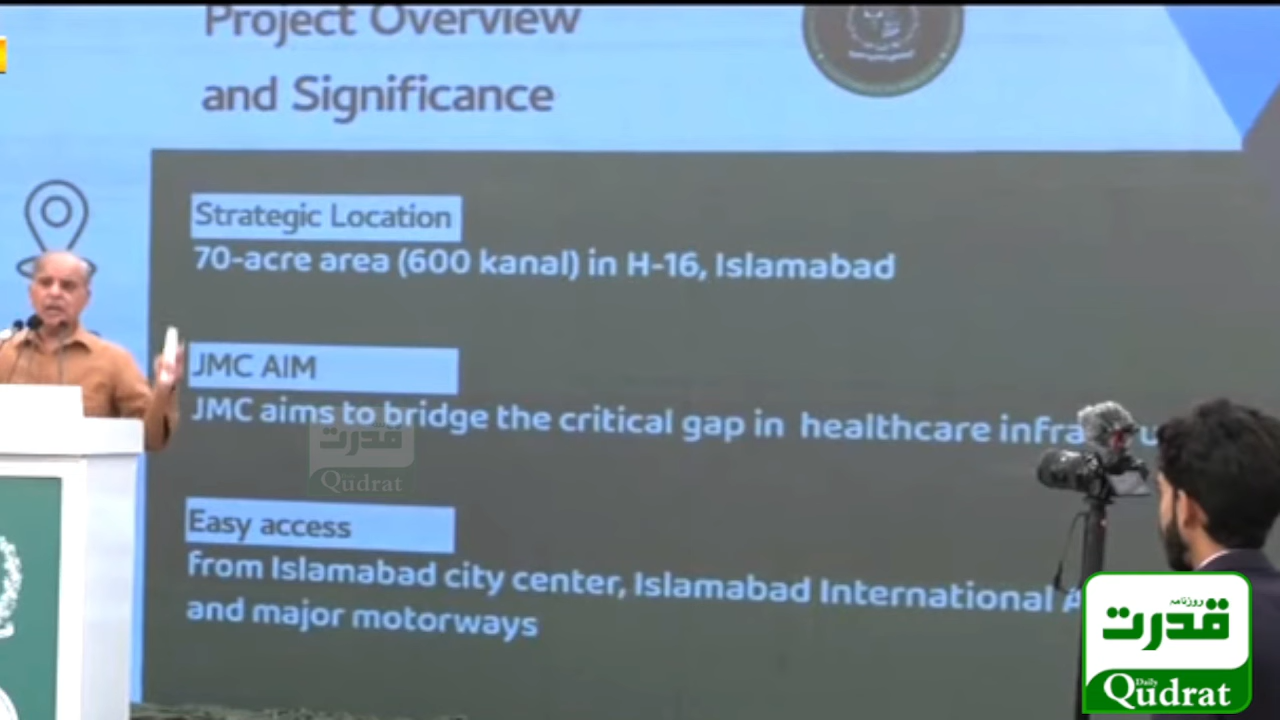 Project Overview
and Significance
Strategic Location
70-acre area (600 kanal) in H-16, Islamabad
JMC AIM
JMC aims to bridge the critical gap in healthcare
قدرت
Qudrat
Easy access
from Islamabad city center, Islamabad International
and major motorways
روزنامہ
قدرت
Daily
Qudrat